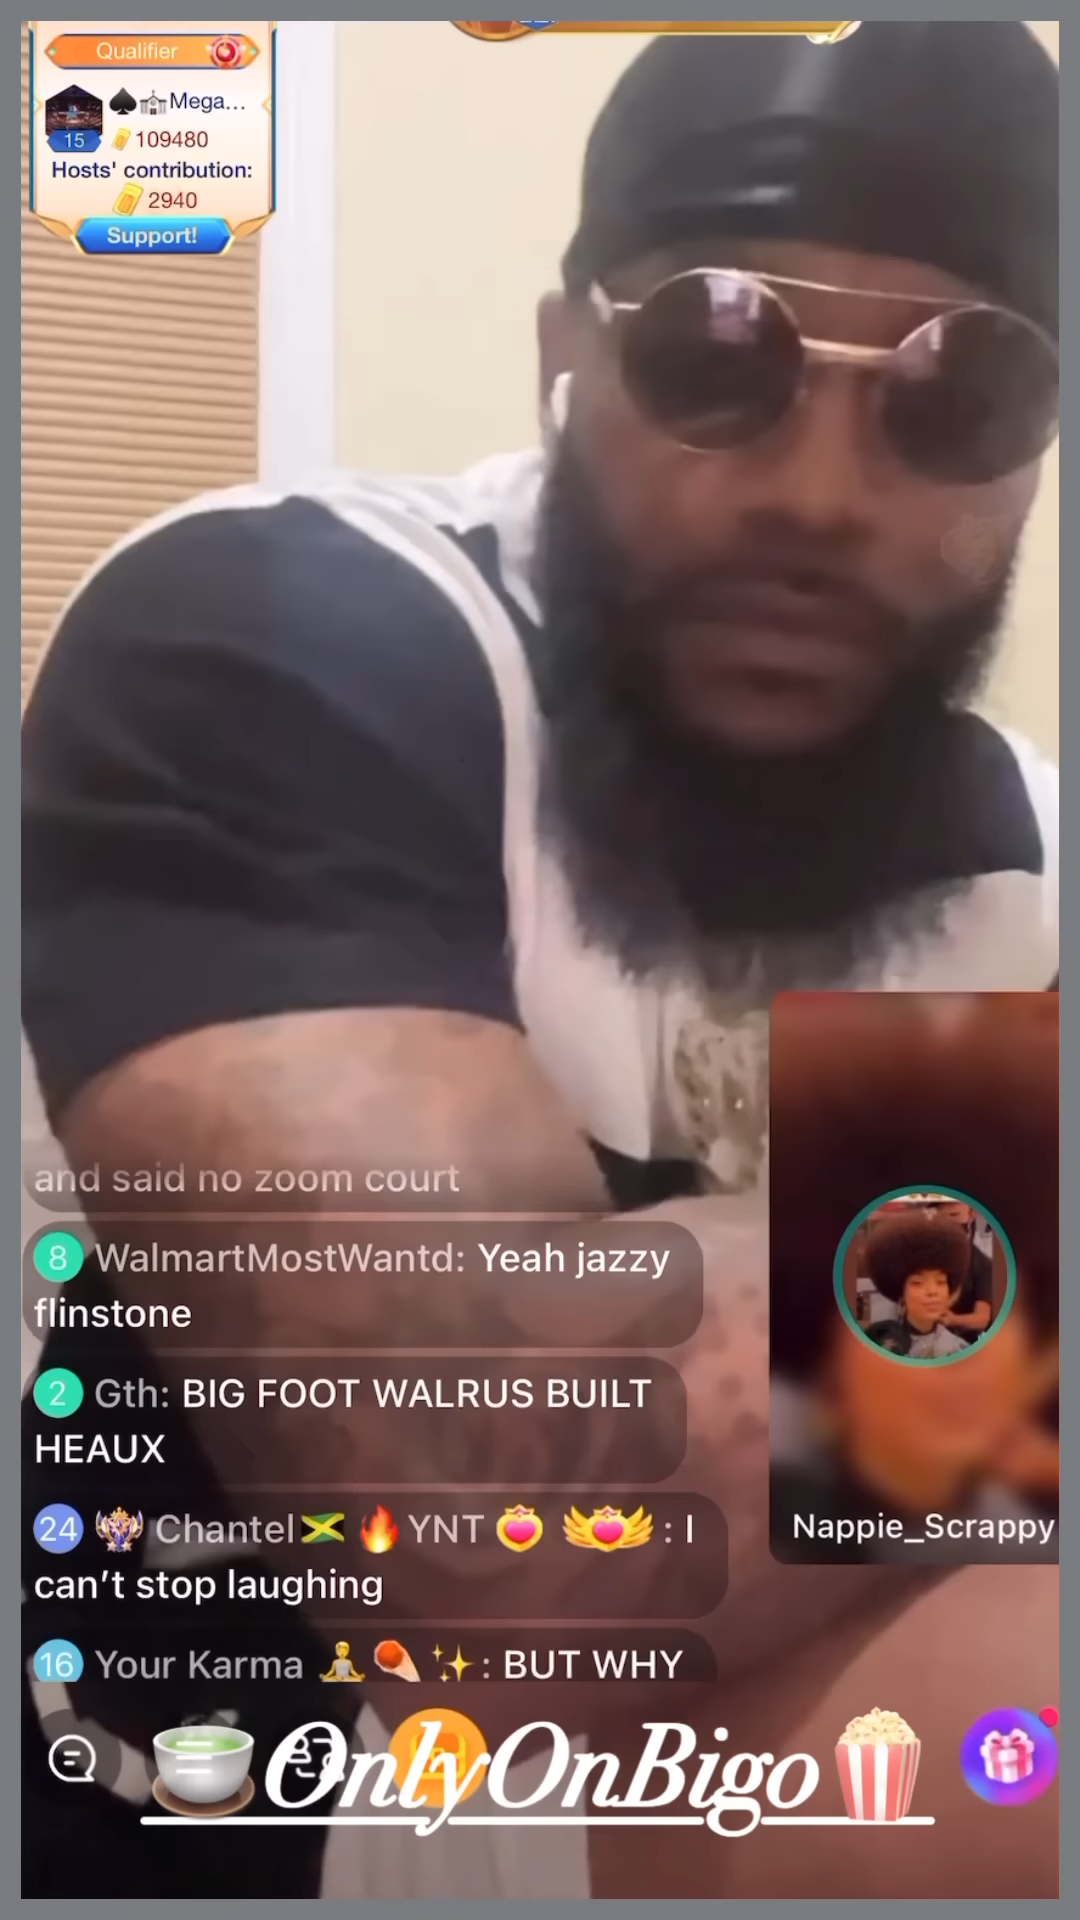 Qualifier
Mega...
15
109480
Hosts' contribution:
2940
Support!
and said no zoom court
8 WalmartMostWantd: Yeah jazzy
flinstone
2 Gth: BIG FOOT WALRUS BUILT
HEAUX
24 Chantel🇯🇲🔥YNT : I
can't stop laughing
16 Your Karma 🧘☄️✨: BUT WHY
Nappie_Scrappy
🍵OnlyOnBigo🍿